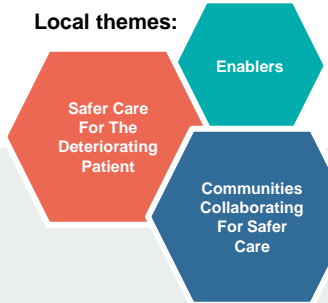 Local themes:
Enablers
Safer Care
For The
Deteriorating
Patient
Communities
Collaborating
For Safer
Care